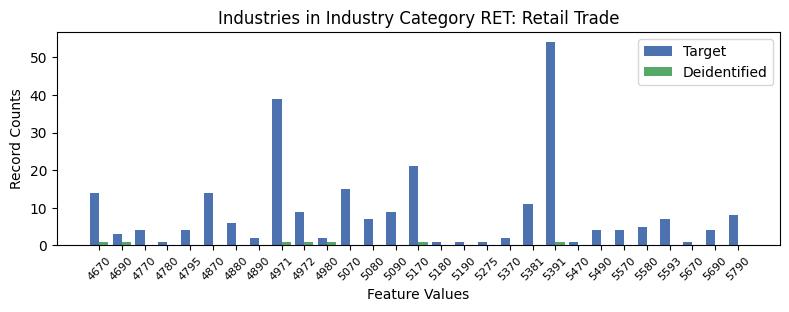 Industries in Industry Category RET: Retail Trade
Target
Deidentified
Record Counts
50
40
30
20
10
0
4670 4690 4770 4780 4795 4870 4880 4890 4971 4972 4980 5070 5080 5090 5170 5180 5190 5275 5370 5381 5391 5470 5490 5570 5580 5593 5670 5690 5790
Feature Values